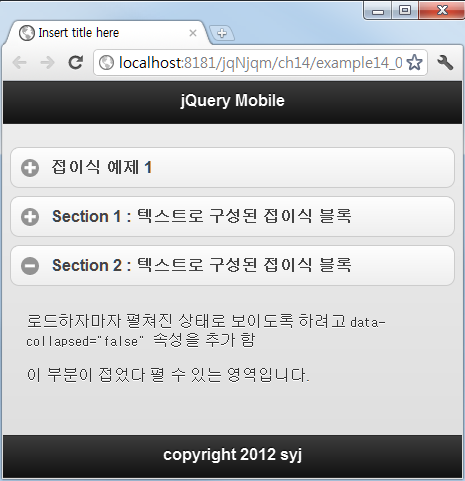 Insert title here
localhost:8181/jqNjqm/ch14/example14_0
jQuery Mobile
접이식 예제 1
Section 1 : 텍스트로 구성된 접이식 블록
Section 2 : 텍스트로 구성된 접이식 블록
로드하자마자 펼쳐진 상태로 보이도록 하려고 data-
collapsed="false" 속성을 추가 함
이 부분이 접었다 펼 수 있는 영역입니다.
copyright 2012 syj